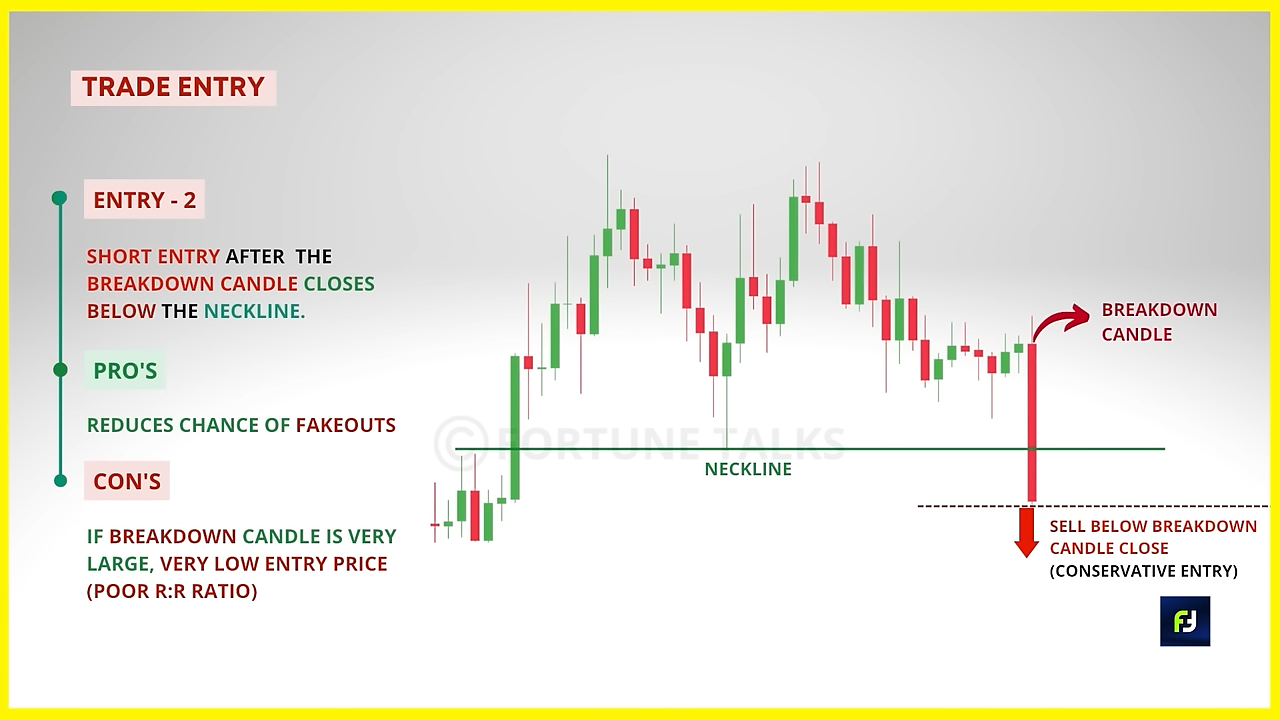 TRADE ENTRY
ENTRY - 2
SHORT ENTRY AFTER THE
BREAKDOWN CANDLE CLOSES
BELOW THE NECKLINE.
PRO'S
REDUCES CHANCE OF FAKEOUTS
CON'S
IF BREAKDOWN CANDLE IS VERY
LARGE, VERY LOW ENTRY PRICE
(POOR R:R RATIO)
BREAKDOWN
CANDLE
© FORTUNE TALKS
NECKLINE
SELL BELOW BREAKDOWN
CANDLE CLOSE
(CONSERVATIVE ENTRY)